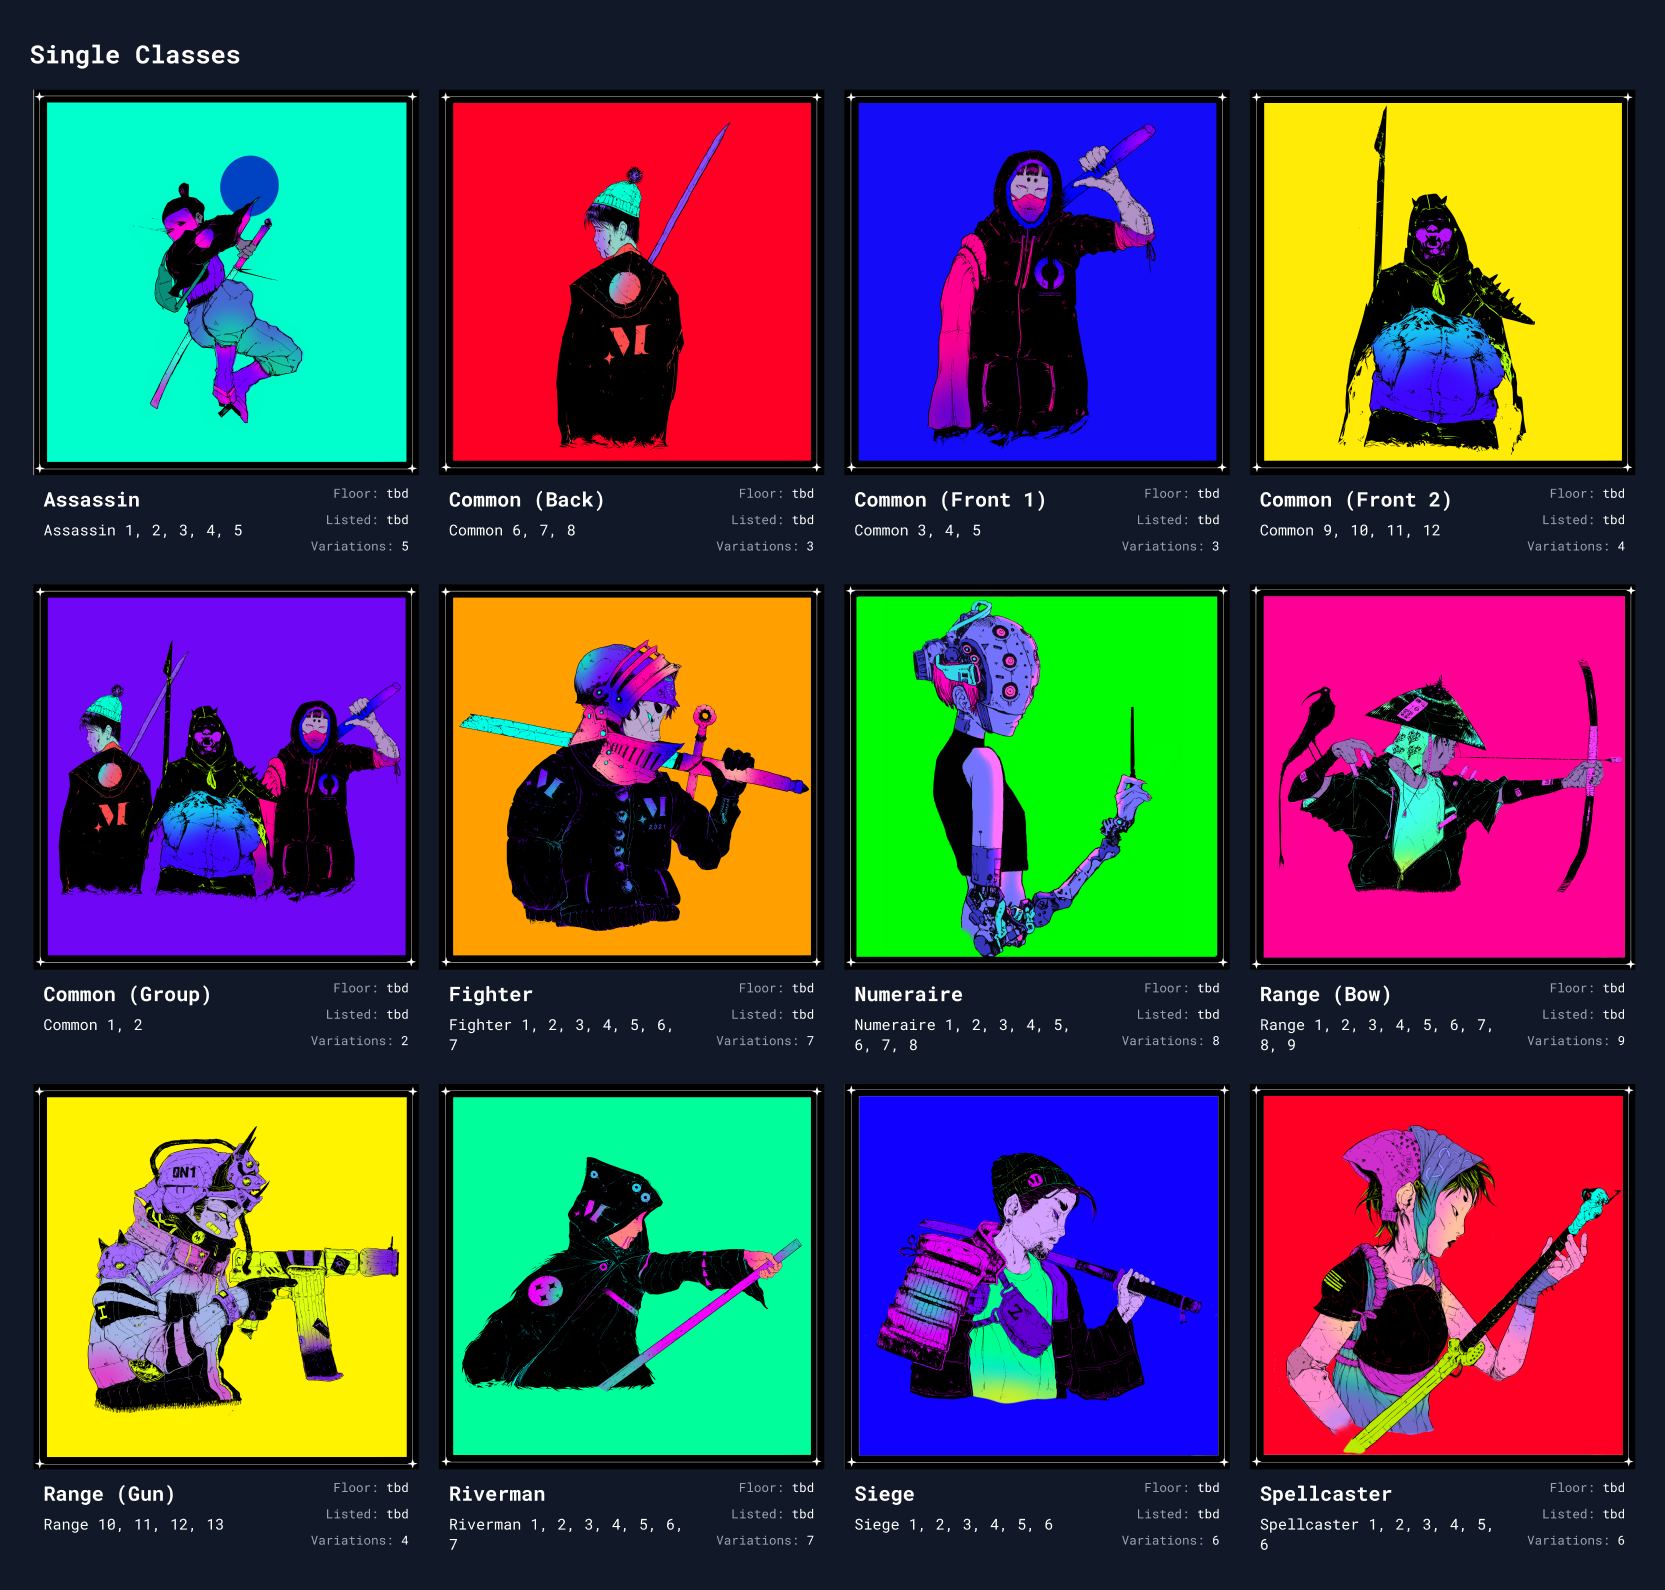 Single Classes
Assassin
Assassin 1, 2, 3, 4, 5
Floor: tbd
Listed: tbd
Variations: 5
Common (Back)
Common 6, 7, 8
Floor: tbd
Listed: tbd
Variations: 3
Common (Front 1)
Common 3, 4, 5
Floor: tbd
Listed: tbd
Variations: 3
Common (Front 2)
Common 9, 10, 11, 12
Floor: tbd
Listed: tbd
Variations: 4
M
M
M
M
2021
Common (Group)
Common 1, 2
Floor: tbd
Listed: tbd
Variations: 2
Fighter
Fighter 1, 2, 3, 4, 5, 6,
7
Floor: tbd
Listed: tbd
Variations: 7
Numeraire
Numeraire 1, 2, 3, 4, 5,
6, 7, 8
Floor: tbd
Listed: tbd
Variations: 8
Range (Bow)
Range 1, 2, 3, 4, 5, 6, 7,
8, 9
Floor: tbd
Listed: tbd
Variations: 9
0N1
I
M
M
Z
Range (Gun)
Range 10, 11, 12, 13
Floor: tbd
Listed: tbd
Variations: 4
Riverman
Riverman 1, 2, 3, 4, 5, 6,
7
Floor: tbd
Listed: tbd
Variations: 7
Siege
Siege 1, 2, 3, 4, 5, 6
Floor: tbd
Listed: tbd
Variations: 6
Spellcaster
Spellcaster 1, 2, 3, 4, 5,
6
Floor: tbd
Listed: tbd
Variations: 6